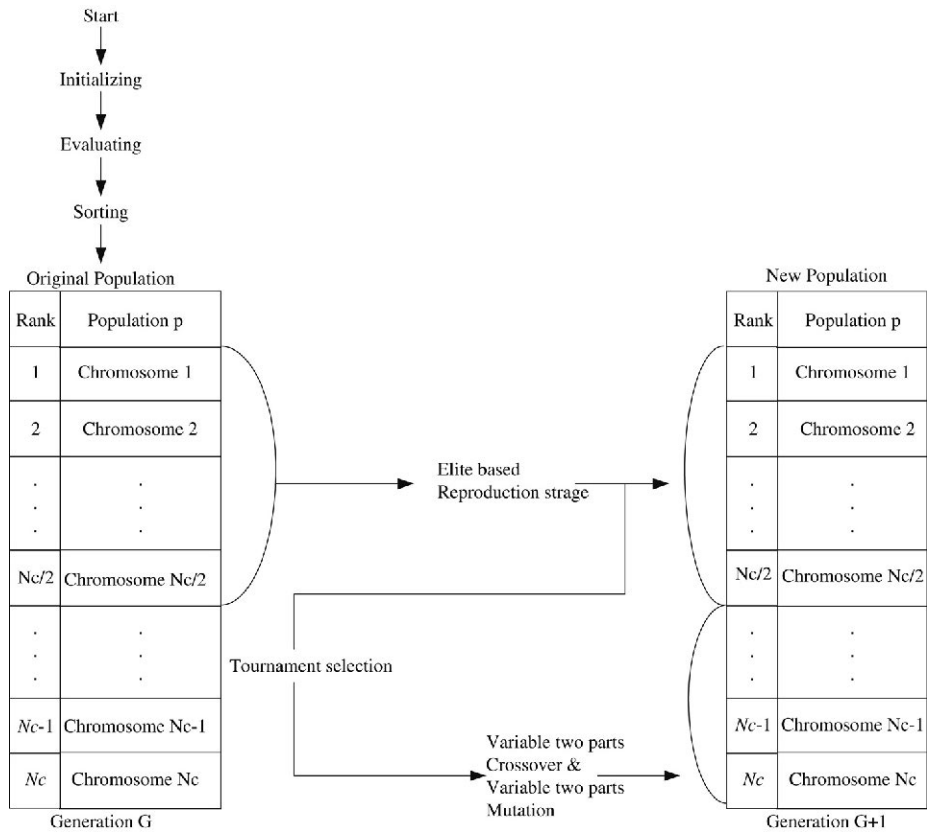 Start
Initializing
Evaluating
Sorting
Original Population
Rank Population p
1 Chromosome 1
2 Chromosome 2
. .
. .
. .
Nc/2 Chromosome Nc/2
. .
. .
. .
Nc-1 Chromosome Nc-1
Nc Chromosome Nc
Generation G
Elite based
Reproduction strage
Tournament selection
Variable two parts
Crossover &
Variable two parts
Mutation
New Population
Rank Population p
1 Chromosome 1
2 Chromosome 2
. .
. .
. .
Nc/2 Chromosome Nc/2
. .
. .
. .
Nc-1 Chromosome Nc-1
Nc Chromosome Nc
Generation G+1